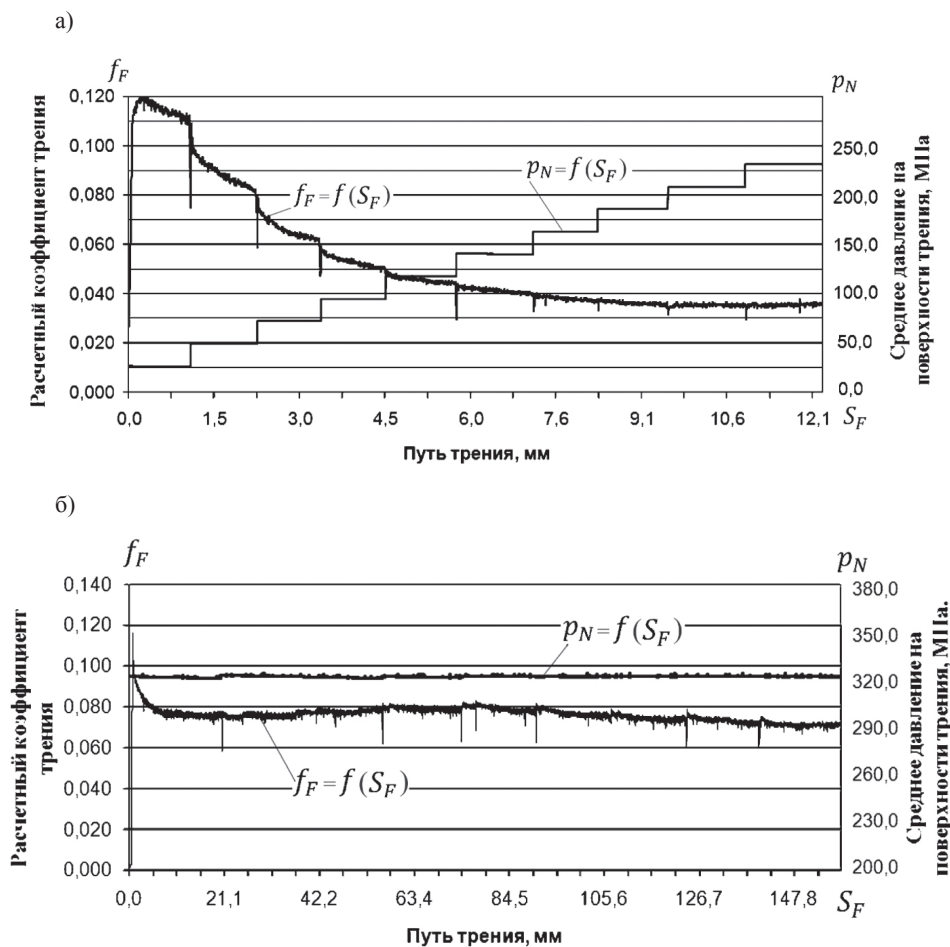 а)
f_F
p_N
Расчетный коэффициент трения
0,120
0,100
0,080
0,060
0,040
0,020
0,000
p_N = f(S_F)
f_F = f(S_F)
250,0
200,0
150,0
100,0
50,0
0,0
Среднее давление на
поверхности трения, МПа
0,0 1,5 3,0 4,5 6,0 7,6 9,1 10,6 12,1 S_F
Путь трения, мм
б)
f_F
p_N
Расчетный коэффициент
трения
0,140
0,120
0,100
0,080
0,060
0,040
0,020
0,000
p_N = f(S_F)
f_F = f(S_F)
380,0
350,0
320,0
290,0
260,0
230,0
200,0
Среднее давление на
поверхности трения, МПа.
0,0 21,1 42,2 63,4 84,5 105,6 126,7 147,8 S_F
Путь трения, мм